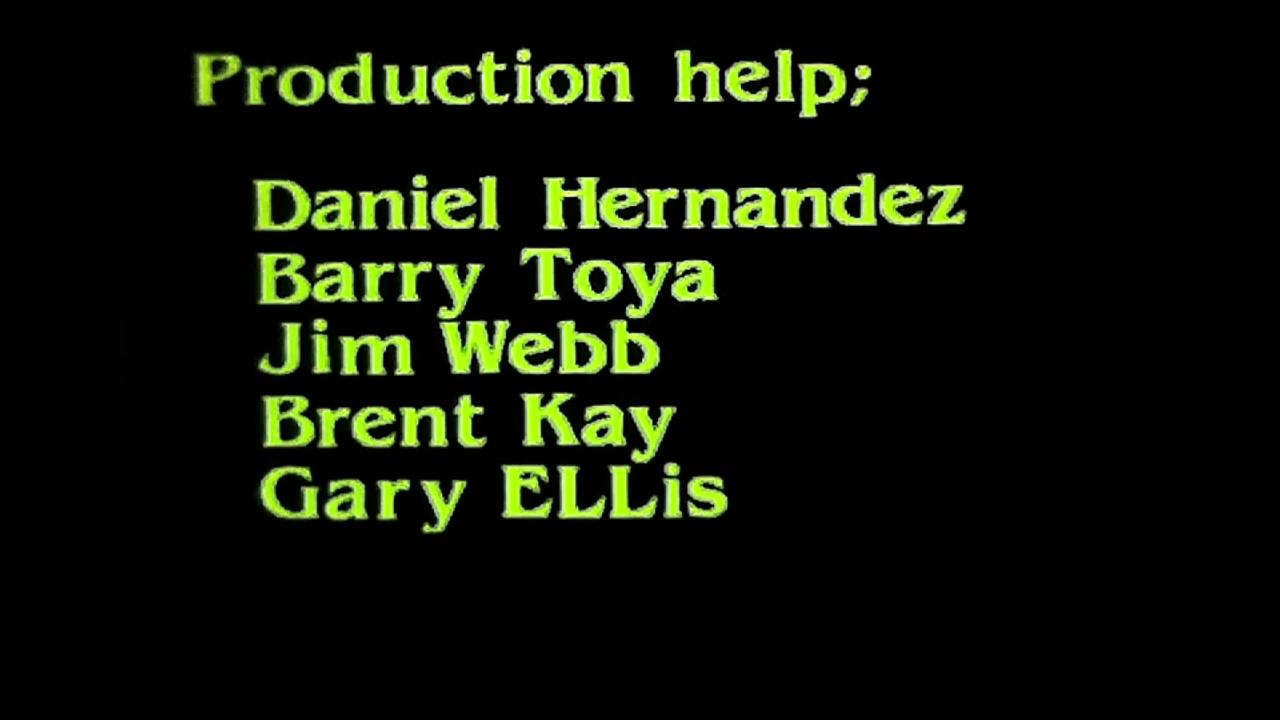 Production help;
Daniel Hernandez
Barry Toya
Jim Webb
Brent Kay
Gary ELLis